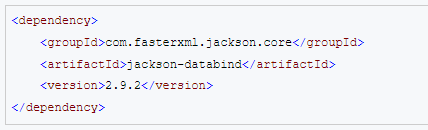 <dependency>
    <groupId>com.fasterxml.jackson.core</groupId>
    <artifactId>jackson-databind</artifactId>
    <version>2.9.2</version>
</dependency>